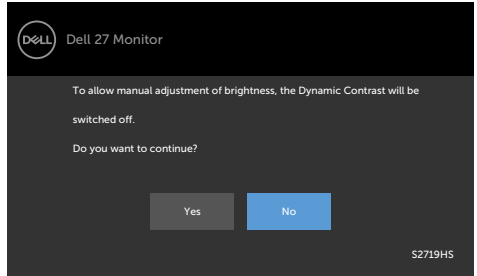 DELL Dell 27 Monitor
To allow manual adjustment of brightness, the Dynamic Contrast will be
switched off.
Do you want to continue?
Yes No
S2719HS